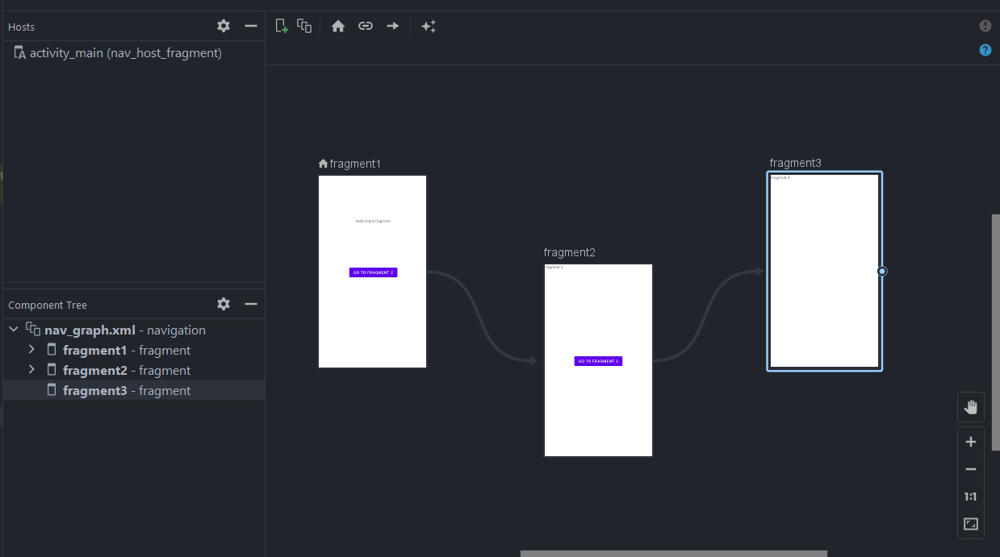 Hosts
activity_main (nav_host_fragment)
Component Tree
nav_graph.xml - navigation
fragment1 - fragment
fragment2 - fragment
fragment3 - fragment
fragment1
Hello blank fragment
GO TO FRAGMENT 2
fragment2
Fragment 2
GO TO FRAGMENT 3
fragment3
Fragment 3
1:1